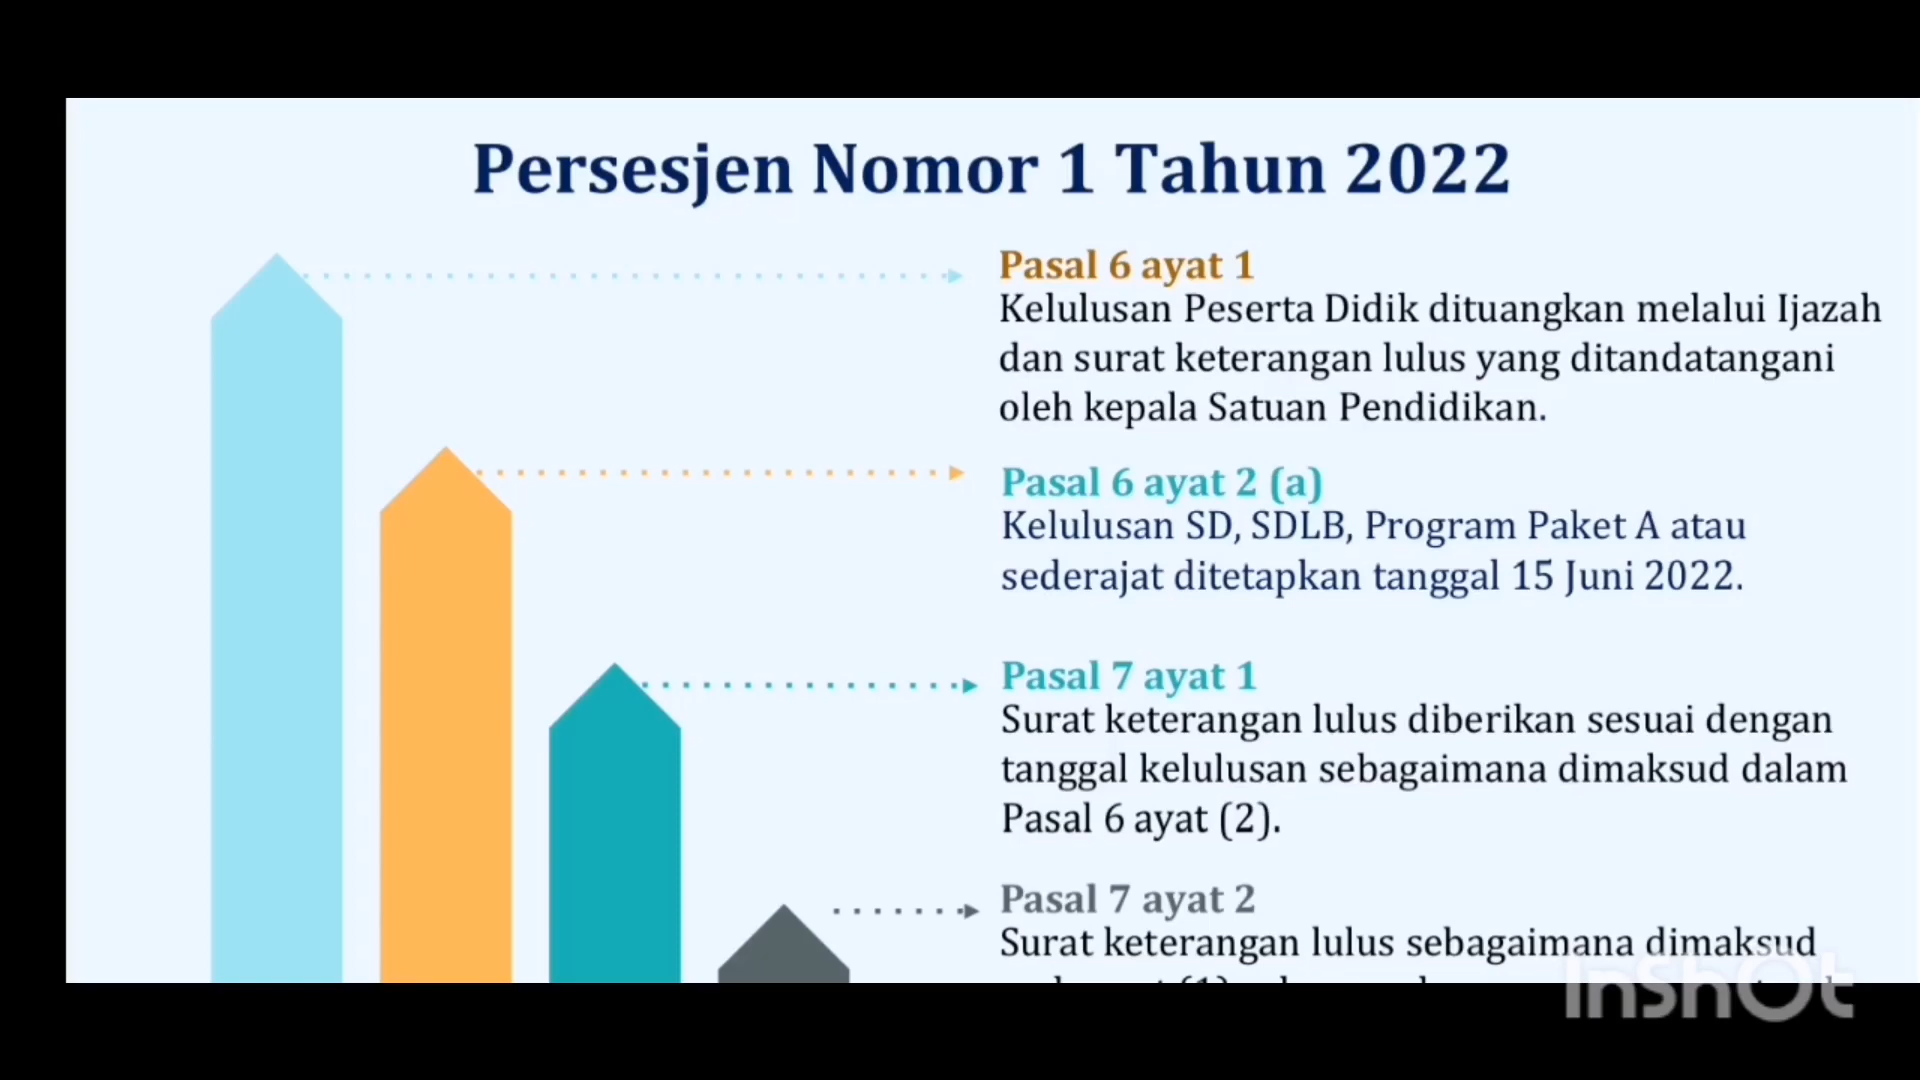 Persesjen Nomor 1 Tahun 2022
Pasal 6 ayat 1
Kelulusan Peserta Didik dituangkan melalui Ijazah
dan surat keterangan lulus yang ditandatangani
oleh kepala Satuan Pendidikan.
Pasal 6 ayat 2 (a)
Kelulusan SD, SDLB, Program Paket A atau
sederajat ditetapkan tanggal 15 Juni 2022.
Pasal 7 ayat 1
Surat keterangan lulus diberikan sesuai dengan
tanggal kelulusan sebagaimana dimaksud dalam
Pasal 6 ayat (2).
Pasal 7 ayat 2
Surat keterangan lulus sebagaimana dimaksud
InShOt